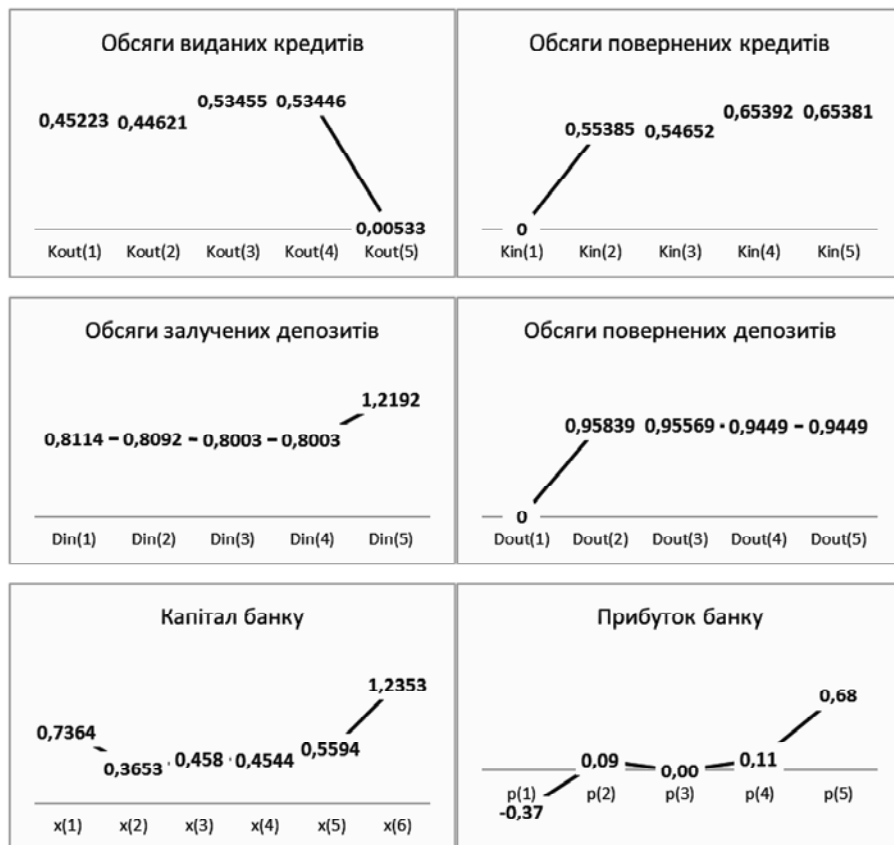 Обсяги виданих кредитів
0,45223 0,44621 0,53455 0,53446 0,00533
Kout(1) Kout(2) Kout(3) Kout(4) Kout(5)
Обсяги повернених кредитів
0 0,55385 0,54652 0,65392 0,65381
Kin(1) Kin(2) Kin(3) Kin(4) Kin(5)
Обсяги залучених депозитів
0,8114 0,8092 0,8003 0,8003 1,2192
Din(1) Din(2) Din(3) Din(4) Din(5)
Обсяги повернених депозитів
0 0,95839 0,95569 0,9449 0,9449
Dout(1) Dout(2) Dout(3) Dout(4) Dout(5)
Капітал банку
0,7364 0,3653 0,458 0,4544 0,5594 1,2353
x(1) x(2) x(3) x(4) x(5) x(6)
Прибуток банку
-0,37 0,09 0,00 0,11 0,68
p(1) p(2) p(3) p(4) p(5)